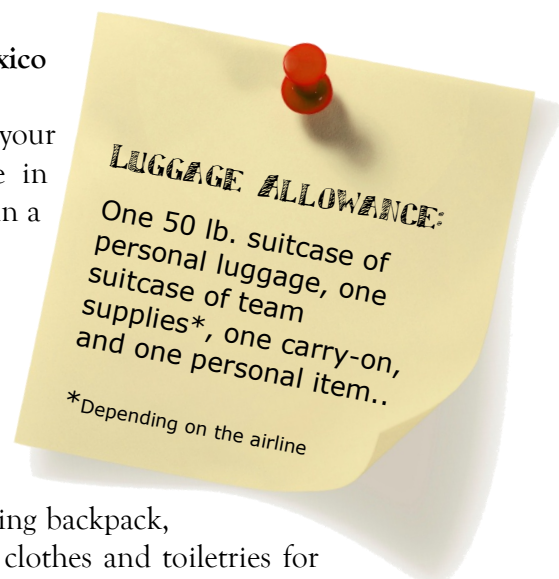 xico
your
e in
n a
LUGGAGE ALLOWANCE:
One 50 lb. suitcase of
personal luggage, one
suitcase of team
supplies*, one carry-on,
and one personal item..
*Depending on the airline
ing backpack,
clothes and toiletries for